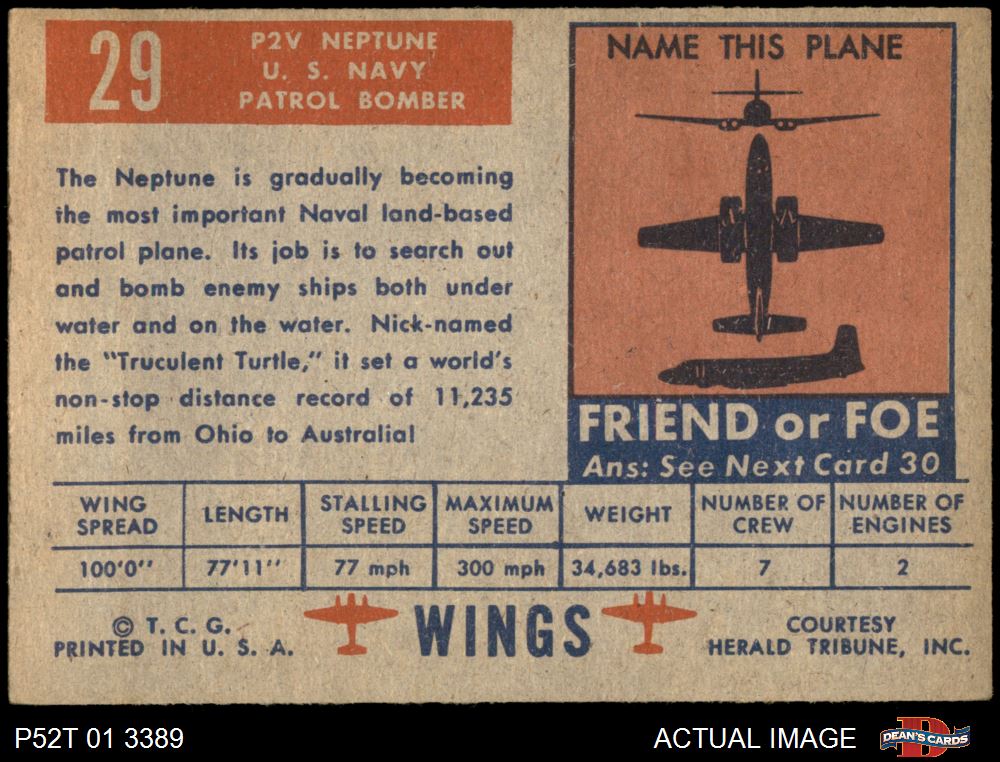 29
P2V NEPTUNE
U. S. NAVY
PATROL BOMBER
The Neptune is gradually becoming
the most important Naval land-based
patrol plane. Its job is to search out
and bomb enemy ships both under
water and on the water. Nick-named
the "Truculent Turtle," it set a world's
non-stop distance record of 11,235
miles from Ohio to Australia!
NAME THIS PLANE
FRIEND or FOE
Ans: See Next Card 30
WING SPREAD LENGTH STALLING SPEED MAXIMUM SPEED WEIGHT NUMBER OF CREW NUMBER OF ENGINES
100'0" 77'11" 77 mph 300 mph 34,683 lbs. 7 2
© T. C. G.
PRINTED IN U. S. A.
WINGS
COURTESY
HERALD TRIBUNE, INC.
P52T 01 3389
ACTUAL IMAGE
D
DEAN'S CARDS